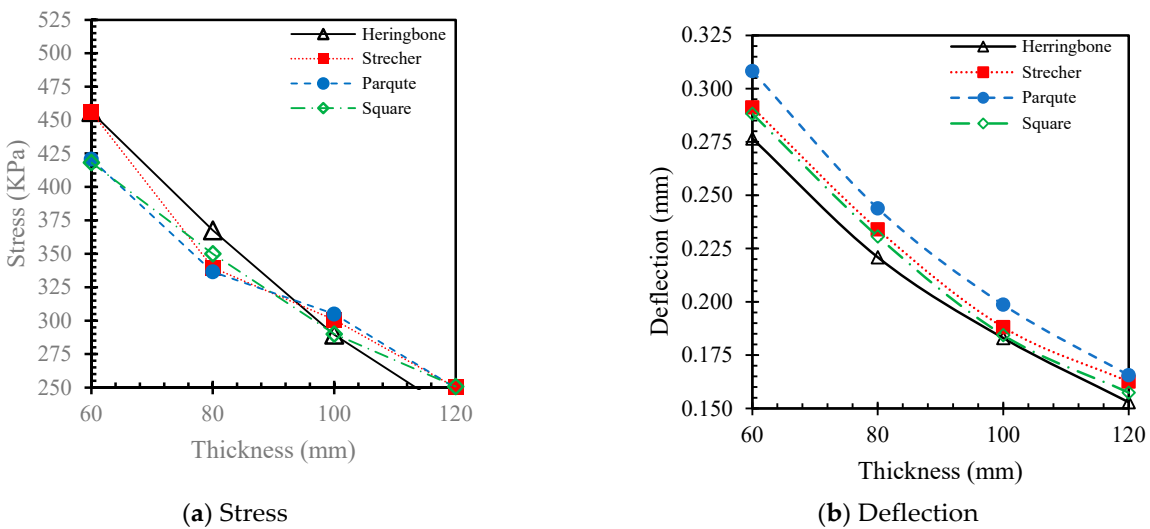 525
500
475
450
425
400
375
350
325
300
275
250
Stress (KPa)
Heringbone
Strecher
Parqute
Square
60 80 100 120
Thickness (mm)
(a) Stress
0.325
0.300
0.275
0.250
0.225
0.200
0.175
0.150
Deflection (mm)
Herringbone
Strecher
Parqute
Square
60 80 100 120
Thickness (mm)
(b) Deflection